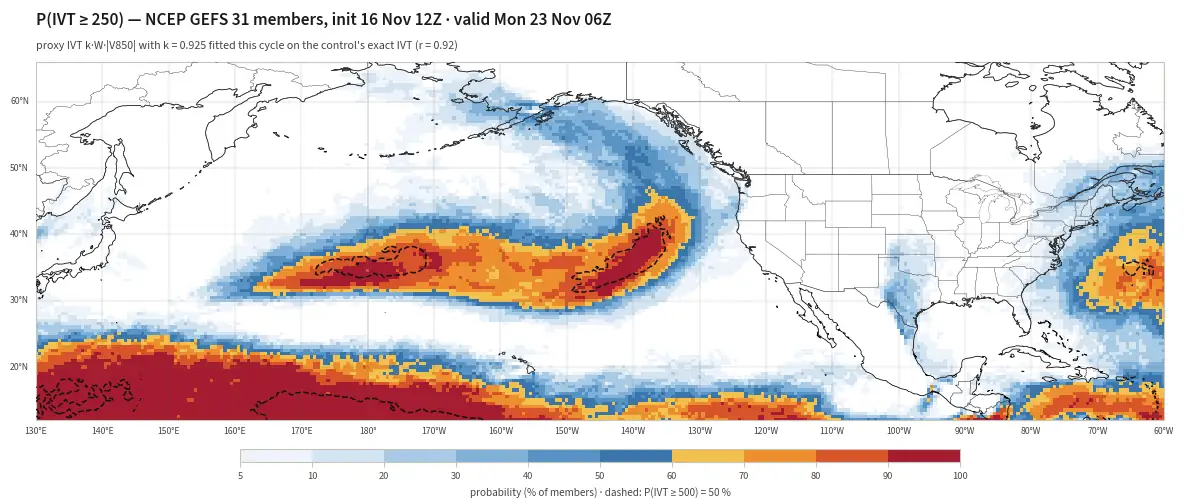 P(IVT ≥ 250) — NCEP GEFS 31 members, init 16 Nov 12Z · valid Mon 23 Nov 06Z
proxy IVT k·W·|V850| with k = 0.925 fitted this cycle on the control's exact IVT (r = 0.92)
60°N
50°N
40°N
30°N
20°N
130°E 140°E 150°E 160°E 170°E 180° 170°W 160°W 150°W 140°W 130°W 120°W 110°W 100°W 90°W 80°W 70°W 60°W
5 10 20 30 40 50 60 70 80 90 100
probability (% of members) · dashed: P(IVT ≥ 500) = 50 %